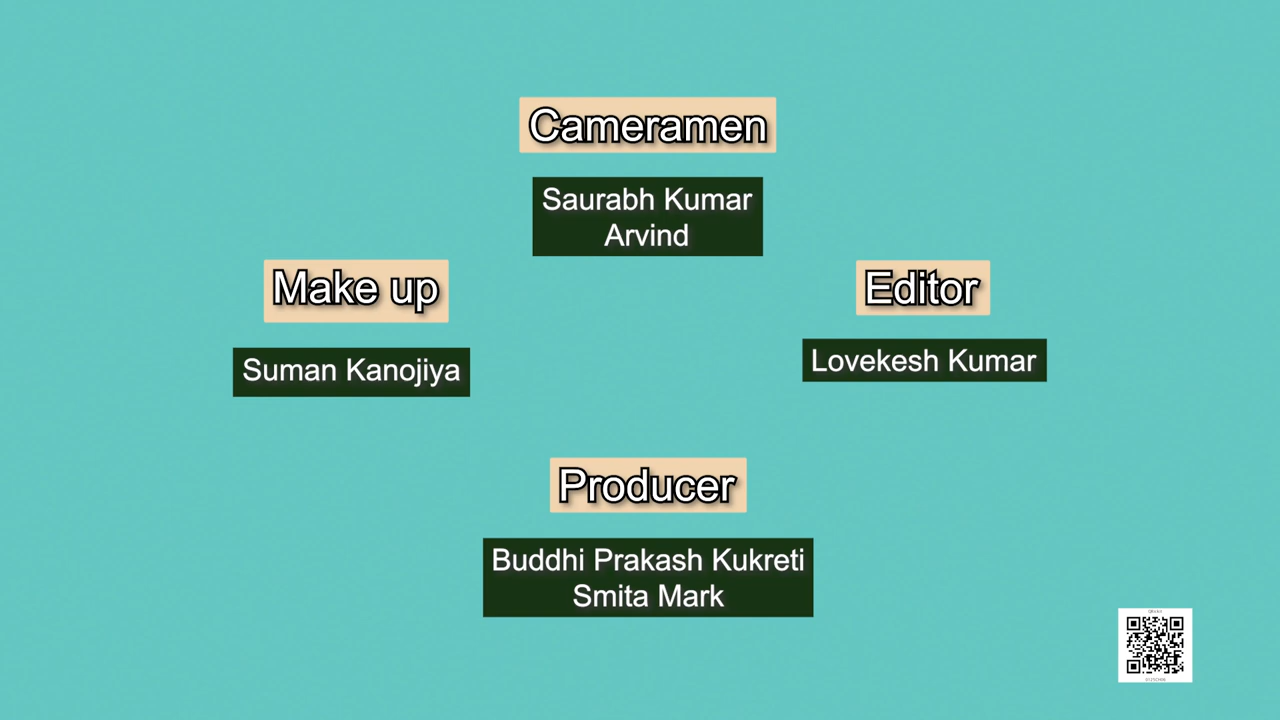 Cameramen
Saurabh Kumar
Arvind
Make up
Suman Kanojiya
Editor
Lovekesh Kumar
Producer
Buddhi Prakash Kukreti
Smita Mark